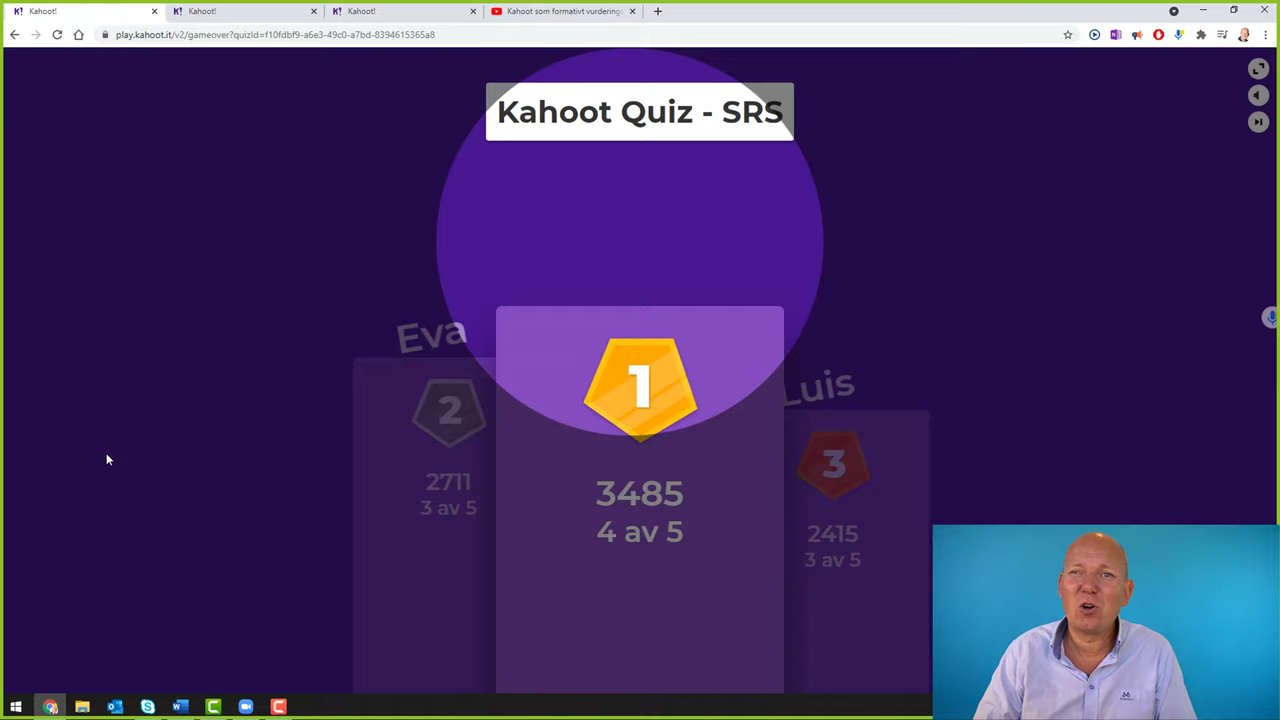 Kahoot!
Kahoot!
Kahoot!
Kahoot som formativt vurdering
play.kahoot.it/v2/gameover?quizId=f10fdbf9-a6e3-49c0-a7bd-8394615365a8
Kahoot Quiz - SRS
Eva
1
Luis
2
3
2711
3 av 5
3485
4 av 5
2415
3 av 5